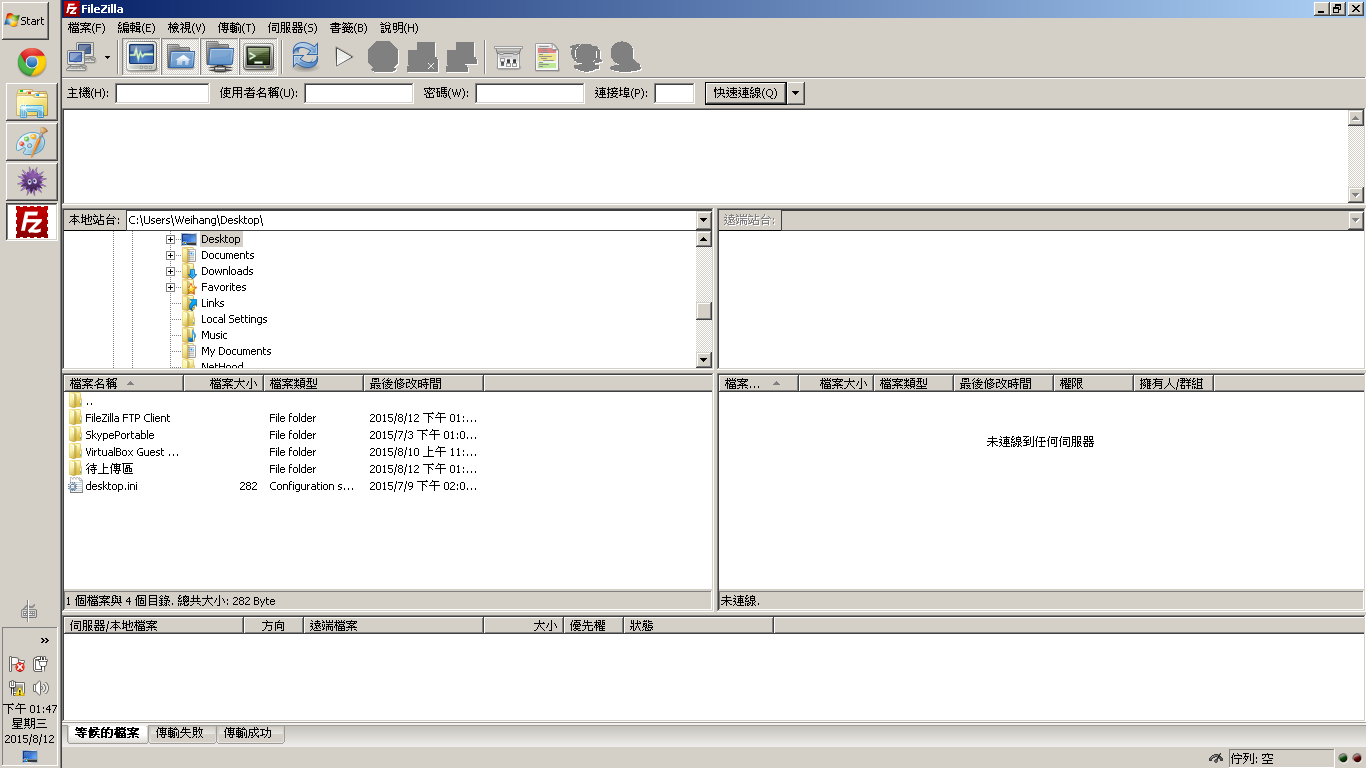 Start
FileZilla
檔案(F) 編輯(E) 檢視(V) 傳輸(T) 伺服器(S) 書籤(B) 說明(H)
主機(H): 使用者名稱(U): 密碼(W): 連接埠(P): 快速連線(Q)
本地站台: C:\Users\Weihang\Desktop\
遠端站台:
Desktop
Documents
Downloads
Favorites
Links
Local Settings
Music
My Documents
NetHood
檔案名稱 檔案大小 檔案類型 最後修改時間
..
FileZilla FTP Client File folder 2015/8/12 下午 01:...
SkypePortable File folder 2015/7/3 下午 01:0...
VirtualBox Guest ... File folder 2015/8/10 上午 11:...
待上傳區 File folder 2015/8/12 下午 01:...
desktop.ini 282 Configuration s... 2015/7/9 下午 02:0...
1 個檔案與 4 個目錄. 總共大小: 282 Byte
檔案... 檔案大小 檔案類型 最後修改時間 權限 擁有人/群組
未連線到任何伺服器
未連線.
伺服器/本地檔案 方向 遠端檔案 大小 優先權 狀態
等候的檔案 傳輸失敗 傳輸成功
佇列: 空
»
下午 01:47
星期三
2015/8/12